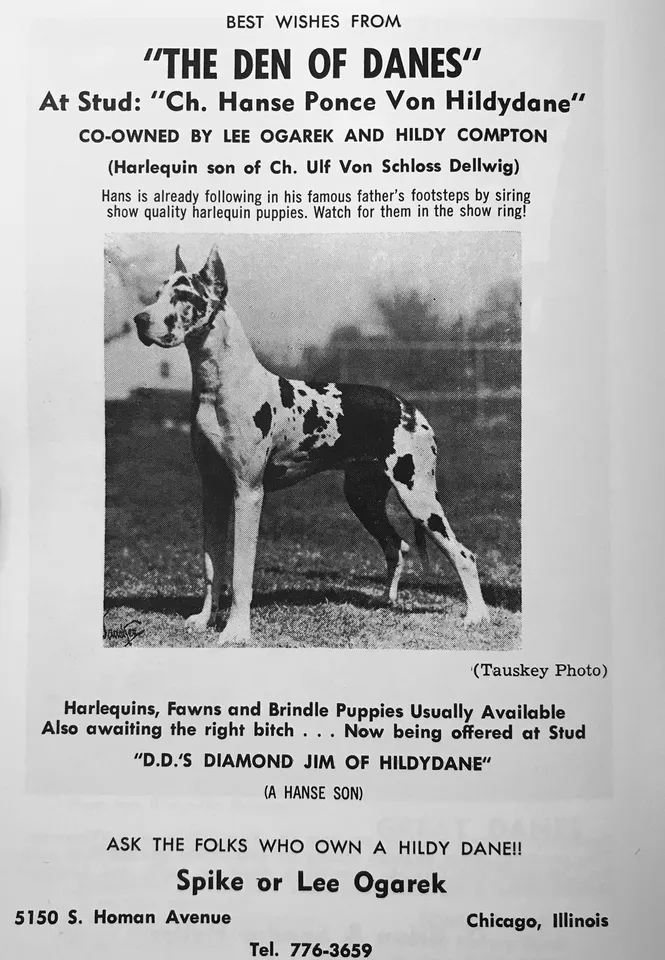 BEST WISHES FROM
"THE DEN OF DANES"
At Stud: "Ch. Hanse Ponce Von Hildydane"
CO-OWNED BY LEE OGAREK AND HILDY COMPTON
(Harlequin son of Ch. Ulf Von Schloss Dellwig)
Hans is already following in his famous father's footsteps by siring
show quality harlequin puppies. Watch for them in the show ring!
(Tauskey Photo)
Harlequins, Fawns and Brindle Puppies Usually Available
Also awaiting the right bitch . . . Now being offered at Stud
"D.D.'S DIAMOND JIM OF HILDYDANE"
(A HANSE SON)
ASK THE FOLKS WHO OWN A HILDY DANE!!
Spike or Lee Ogarek
5150 S. Homan Avenue
Chicago, Illinois
Tel. 776-3659